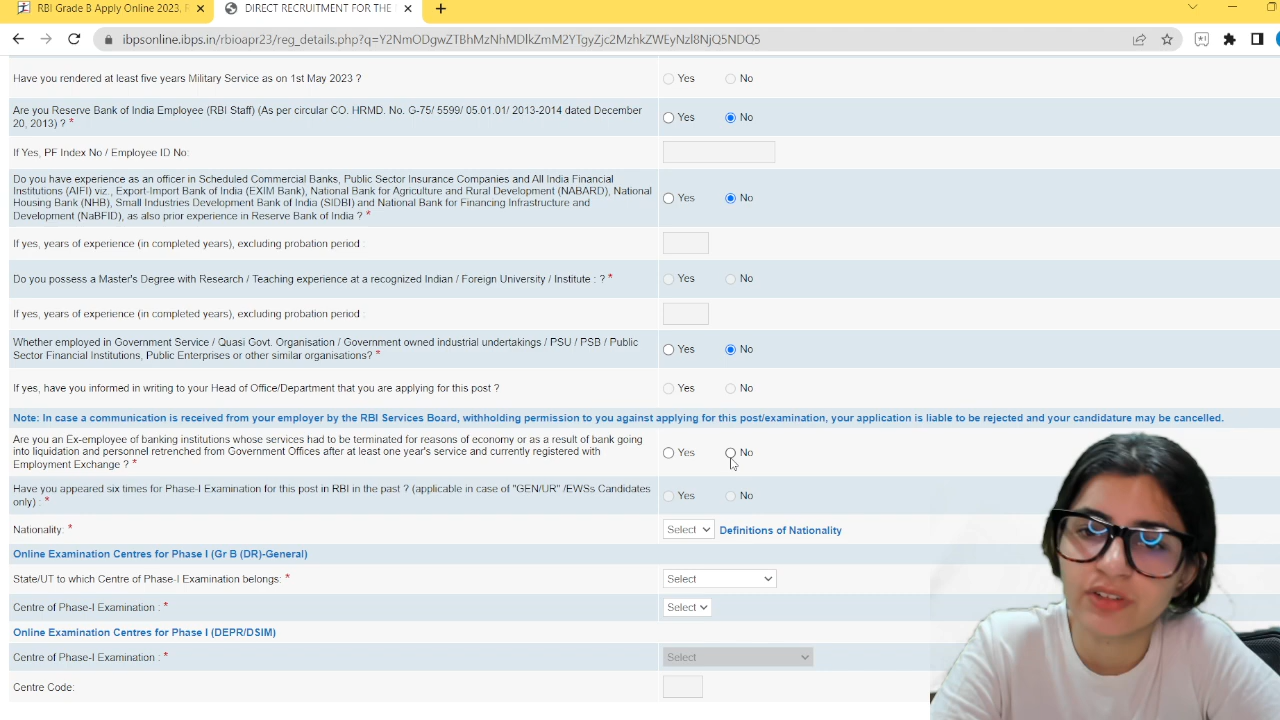 RBI Grade B Apply Online 2023, F
DIRECT RECRUITMENT FOR THE
ibpsonline.ibps.in/rbioapr23/reg_details.php?q=Y2NmODgwZTBhMzNhMDlkZmM2YTgyZjc2MzhkZWEyNzI8NjQ5NDQ5
Have you rendered at least five years Military Service as on 1st May 2023 ?
Yes No
Are you Reserve Bank of India Employee (RBI Staff) (As per circular CO. HRMD. No. G-75/ 5599/ 05.01.01/ 2013-2014 dated December
20, 2013) ? *
Yes No
If Yes, PF Index No / Employee ID No:
Do you have experience as an officer in Scheduled Commercial Banks, Public Sector Insurance Companies and All India Financial
Institutions (AIFI) viz., Export-Import Bank of India (EXIM Bank), National Bank for Agriculture and Rural Development (NABARD), National
Housing Bank (NHB), Small Industries Development Bank of India (SIDBI) and National Bank for Financing Infrastructure and
Development (NaBFID), as also prior experience in Reserve Bank of India ? *
Yes No
If yes, years of experience (in completed years), excluding probation period :
Do you possess a Master's Degree with Research / Teaching experience at a recognized Indian / Foreign University / Institute : ? *
Yes No
If yes, years of experience (in completed years), excluding probation period :
Whether employed in Government Service / Quasi Govt. Organisation / Government owned industrial undertakings / PSU / PSB / Public
Sector Financial Institutions, Public Enterprises or other similar organisations? *
Yes No
If yes, have you informed in writing to your Head of Office/Department that you are applying for this post ?
Yes No
Note: In case a communication is received from your employer by the RBI Services Board, withholding permission to you against applying for this post/examination, your application is liable to be rejected and your candidature may be cancelled.
Are you an Ex-employee of banking institutions whose services had to be terminated for reasons of economy or as a result of bank going
into liquidation and personnel retrenched from Government Offices after at least one year's service and currently registered with
Employment Exchange ? *
Yes No
Have you appeared six times for Phase-I Examination for this post in RBI in the past ? (applicable in case of "GEN/UR" /EWSs Candidates
only) : *
Yes No
Nationality: *
Select Definitions of Nationality
Online Examination Centres for Phase I (Gr B (DR)-General)
State/UT to which Centre of Phase-I Examination belongs: *
Select
Centre of Phase-I Examination : *
Select
Online Examination Centres for Phase I (DEPR/DSIM)
Centre of Phase-I Examination : *
Select
Centre Code: